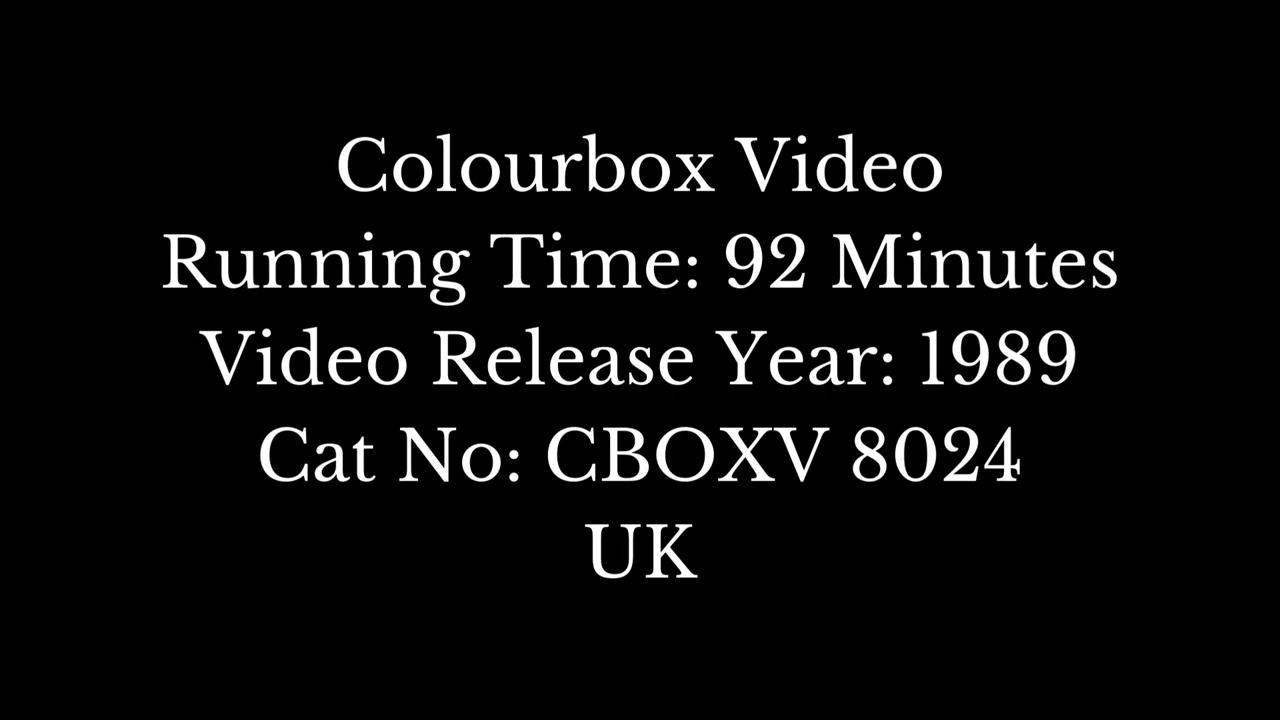 Colourbox Video
Running Time: 92 Minutes
Video Release Year: 1989
Cat No: CBOXV 8024
UK